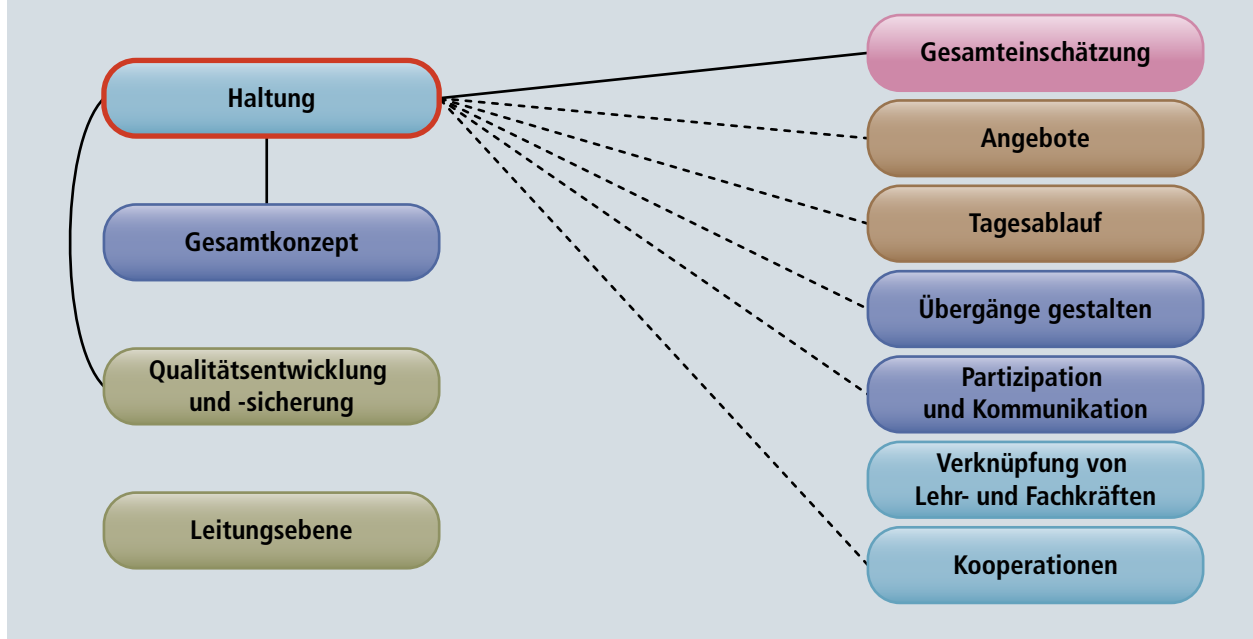 Haltung
Gesamtkonzept
Qualitätsentwicklung
und -sicherung
Leitungsebene
Gesamteinschätzung
Angebote
Tagesablauf
Übergänge gestalten
Partizipation
und Kommunikation
Verknüpfung von
Lehr- und Fachkräften
Kooperationen